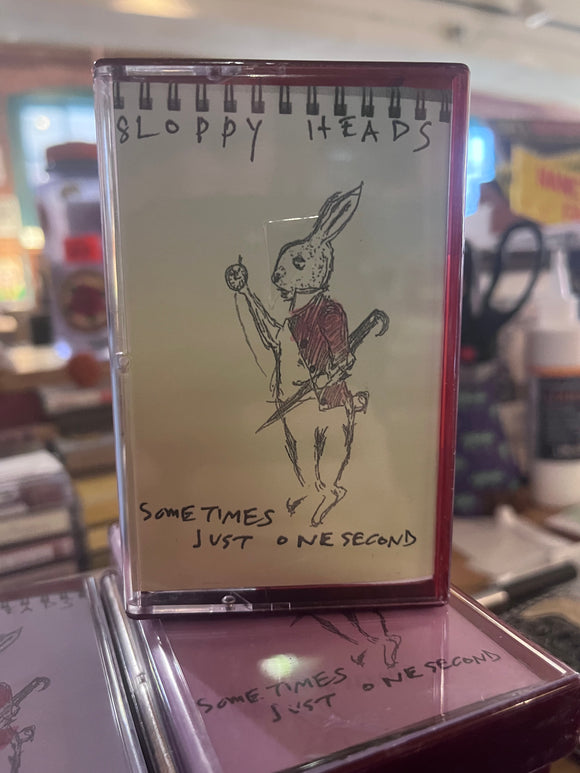 SLOPPY HEADS
SOMETIMES
JUST ONE SECOND
SOMETIMES
JUST ONE SECOND